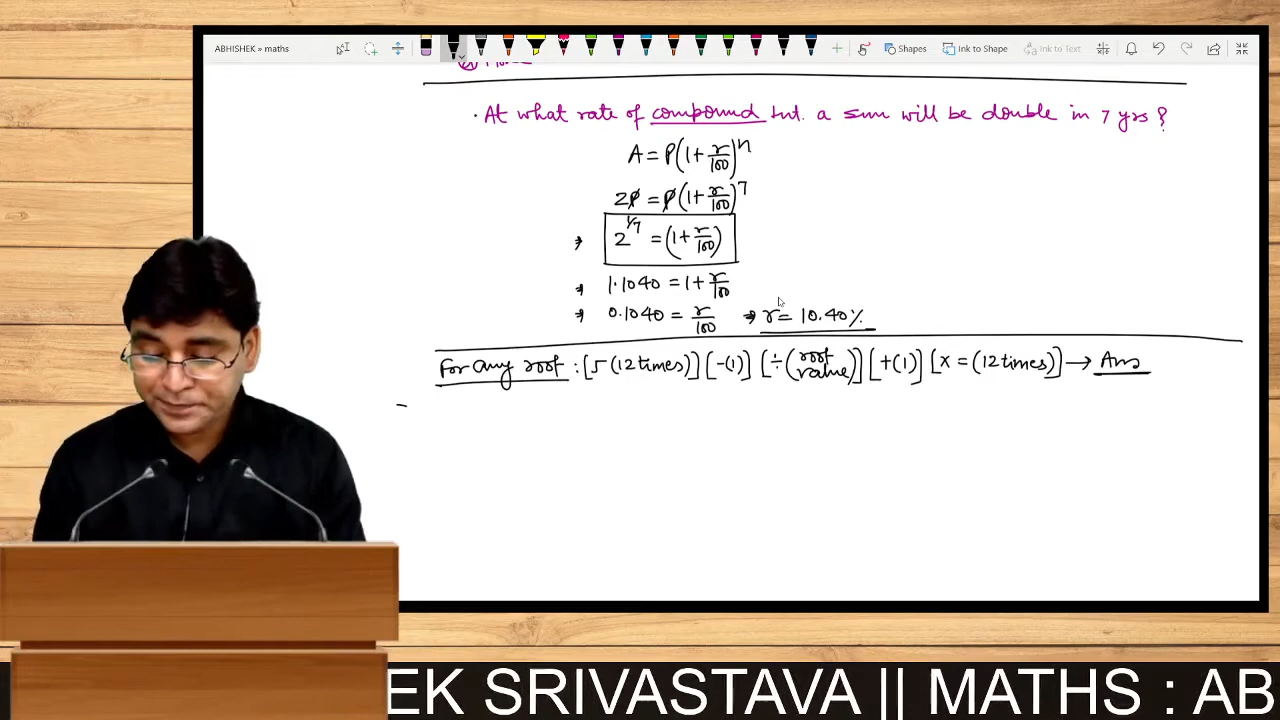 ABHISHEK » maths
Shapes
Ink to Shape
Ink to Text
· At what rate of compound Int. a sum will be double in 7 yrs ?
A = P(1+r/100)^n
2P = P(1+r/100)^7
→ 2^1/7 = (1+r/100)
→ 1.1040 = 1+r/100
→ 0.1040 = r/100 → r = 10.40%
For any root : [√(12 times)] [-(1)] [÷(root value)] [+(1)] [x = (12 times)] → Ans
EK SRIVASTAVA || MATHS : AB